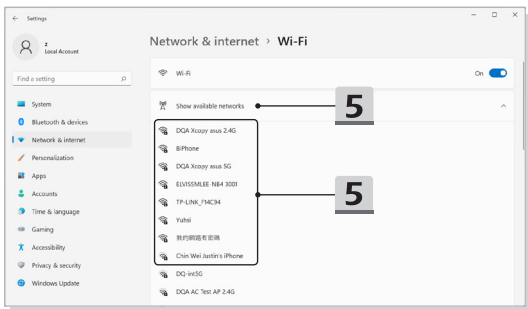 Settings
z
Local Account
Find a setting
System
Bluetooth & devices
Network & internet
Personalization
Apps
Accounts
Time & language
Gaming
Accessibility
Privacy & security
Windows Update
Network & internet > Wi-Fi
Wi-Fi
On
Show available networks
5
DQA Xcopy asus 2.4G
BiPhone
DQA Xcopy asus 5G
ELVISSMLEE-NB4 3001
TP-LINK_F14C94
5
Yuhsi
我的網路有密碼
Chin Wei Justin's iPhone
DQ-int5G
DQA AC Test AP 2.4G